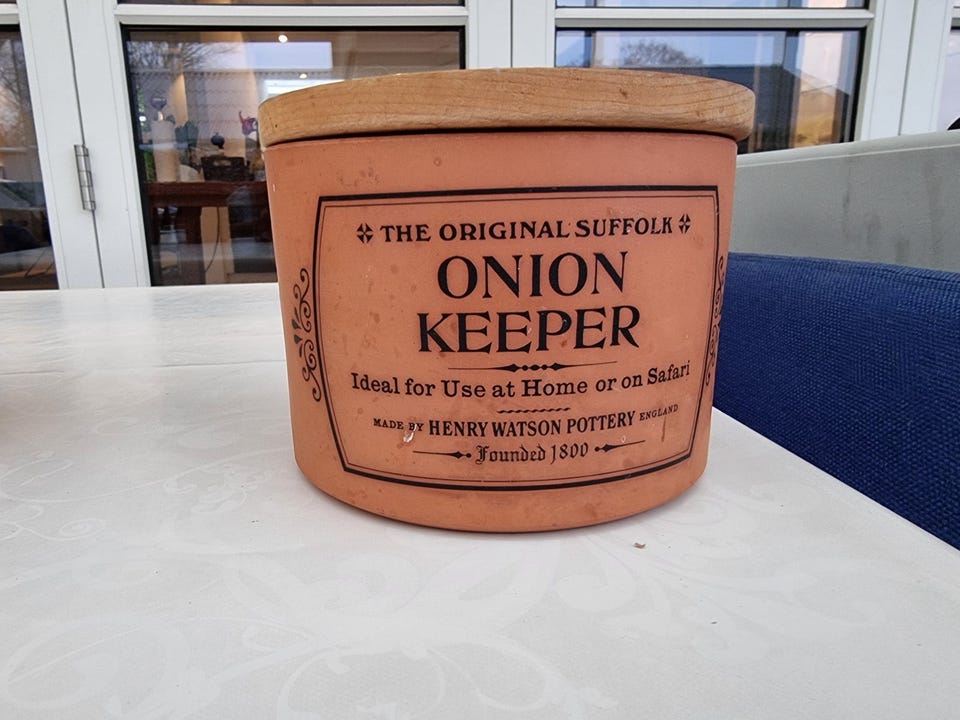 THE ORIGINAL SUFFOLK
ONION
KEEPER
Ideal for Use at Home or on Safari
MADE BY HENRY WATSON POTTERY ENGLAND
Founded 1800